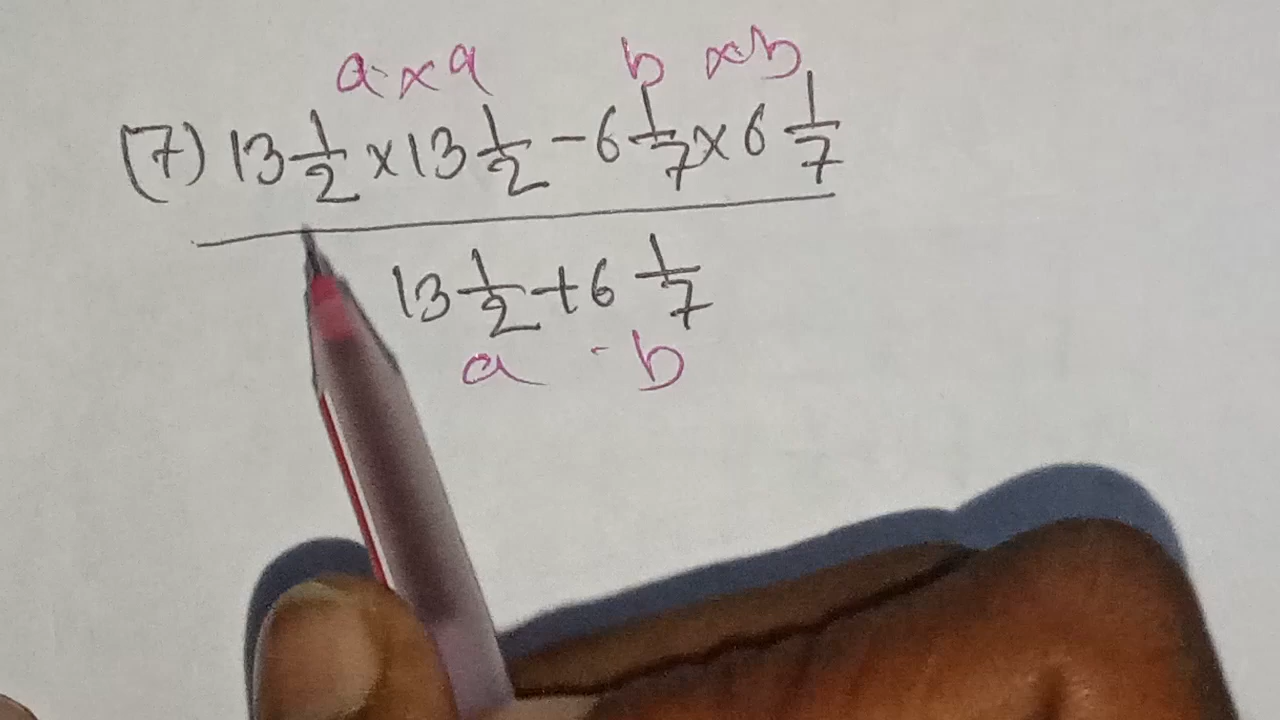 a × a b × b
(7) 13 1/2 × 13 1/2 - 6 1/7 × 6 1/7
13 1/2 + 6 1/7
a - b